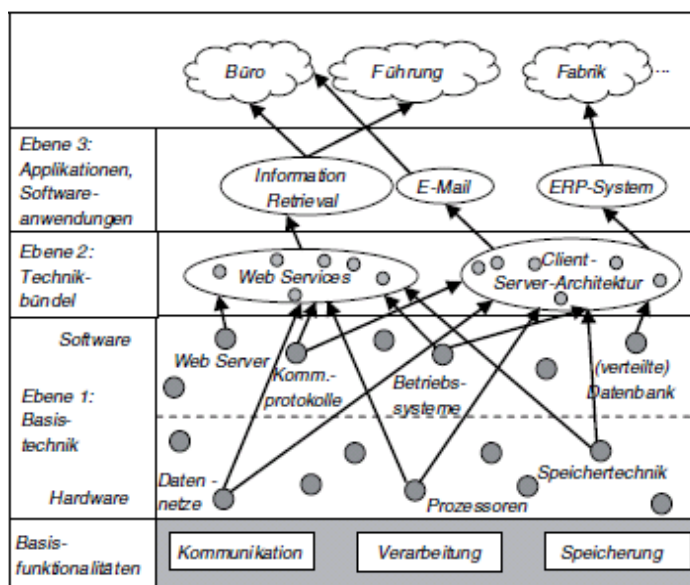 Büro
Führung
Fabrik
...
Ebene 3:
Applikationen,
Software-
anwendungen
Information
Retrieval
E-Mail
ERP-System
Ebene 2:
Technik-
bündel
Web Services
Client-
Server-Architektur
Software
Web Server
Komm.-
protokolle
Betriebs-
systeme
(verteilte)
Datenbank
Ebene 1:
Basis-
technik
Hardware
Daten-
netze
Prozessoren
Speichertechnik
Basis-
funktionalitäten
Kommunikation
Verarbeitung
Speicherung